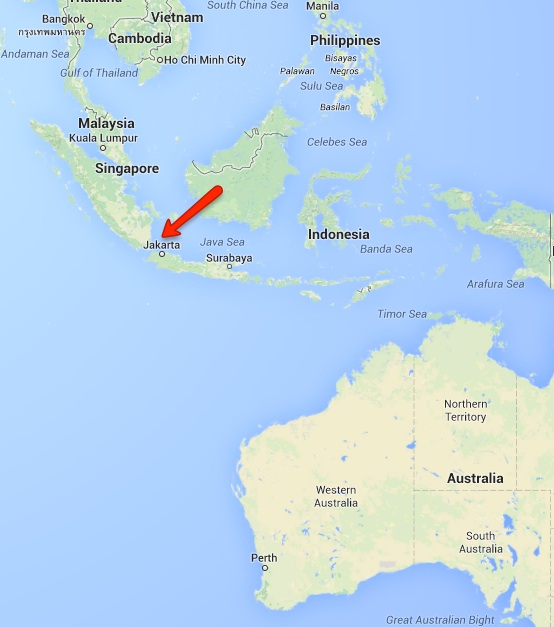 South China Sea
Thailand
Vietnam
Manila
Bangkok
กรุงเทพมหานคร
Cambodia
Philippines
Andaman Sea
Ho Chi Minh City
Bisayas
Gulf of Thailand
Palawan
Negros
Sulu Sea
Basilan
Malaysia
Kuala Lumpur
Celebes Sea
Singapore
Indonesia
Jakarta
Java Sea
Banda Sea
Surabaya
Arafura Sea
Timor Sea
Northern
Territory
Australia
Western
Australia
South
Australia
Perth
Great Australian Bight